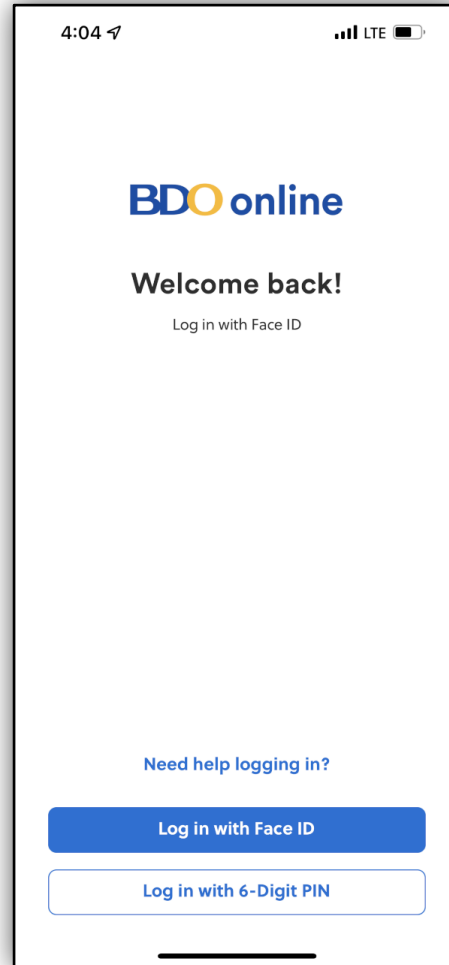 4:04
LTE
BDO online
Welcome back!
Log in with Face ID
Need help logging in?
Log in with Face ID
Log in with 6-Digit PIN